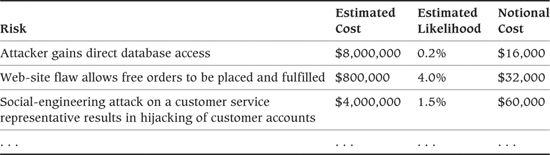 Estimated Estimated Notional
Risk Cost Likelihood Cost
Attacker gains direct database access $8,000,000 0.2% $16,000
Web-site flaw allows free orders to be placed and fulfilled $800,000 4.0% $32,000
Social-engineering attack on a customer service $4,000,000 1.5% $60,000
representative results in hijacking of customer accounts
. . . . . . . . . . . .